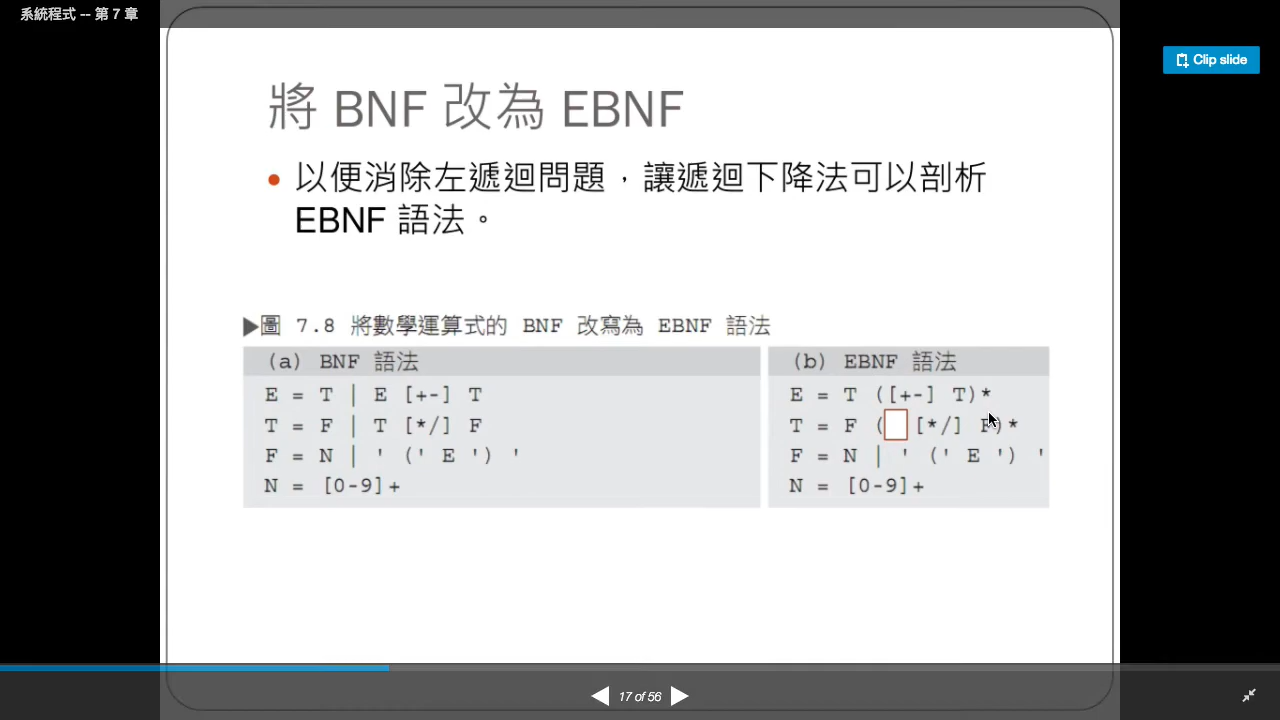 系統程式 -- 第 7 章
Clip slide
將 BNF 改為 EBNF
• 以便消除左遞迴問題，讓遞迴下降法可以剖析
EBNF 語法。
▶圖 7.8 將數學運算式的 BNF 改寫為 EBNF 語法
(a) BNF 語法
E = T | E [+-] T
T = F | T [*/] F
F = N | ' (' E ') '
N = [0-9]+
(b) EBNF 語法
E = T ([+-] T)*
T = F ( [*/] F)*
F = N | ' (' E ') '
N = [0-9]+
17 of 56